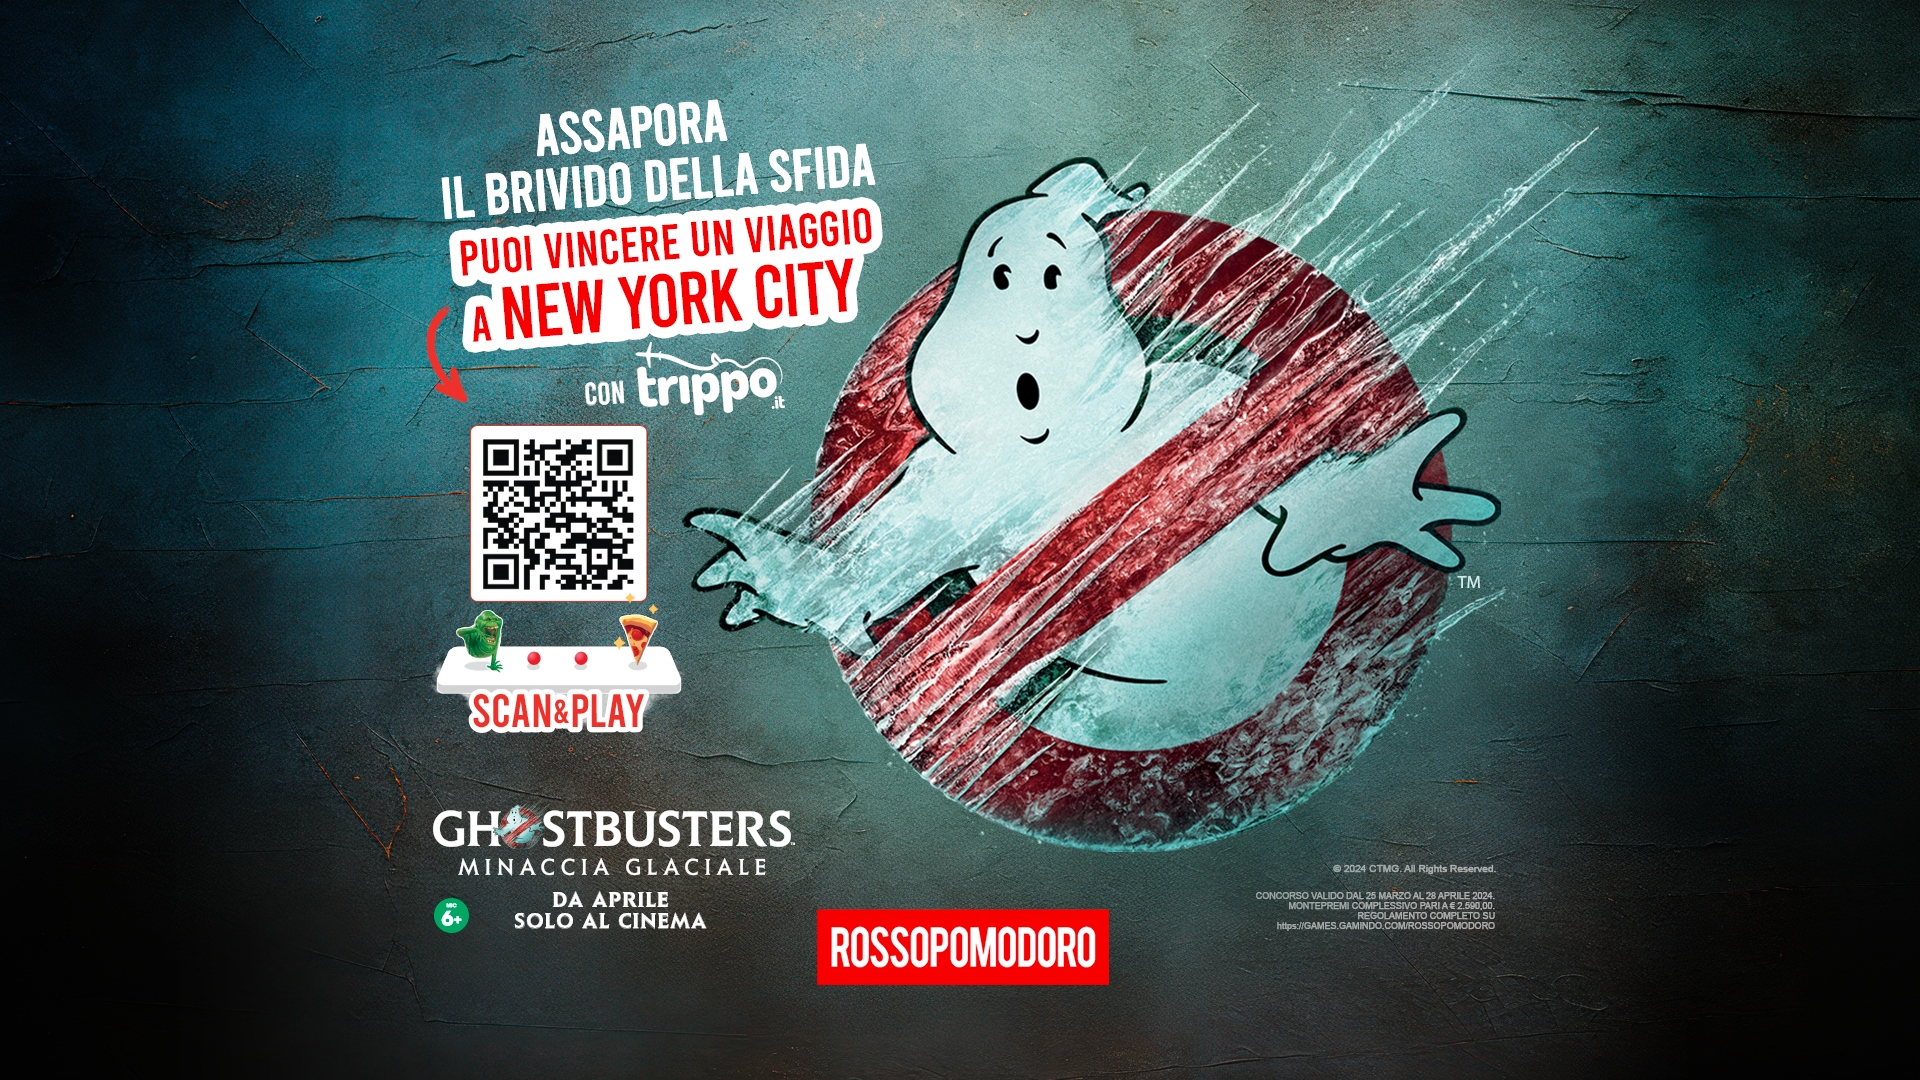 ASSAPORA
IL BRIVIDO DELLA SFIDA
PUOI VINCERE UN VIAGGIO
A NEW YORK CITY
CON trippo.it
SCAN&PLAY
GHOSTBUSTERS
MINACCIA GLACIALE
MIC
6+
DA APRILE
SOLO AL CINEMA
TM
ROSSOPOMODORO
© 2024 CTMG. All Rights Reserved.
CONCORSO VALIDO DAL 25 MARZO AL 28 APRILE 2024.
MONTEPREMI COMPLESSIVO PARI A € 2.590,00.
REGOLAMENTO COMPLETO SU
https://GAMES.GAMINDO.COM/ROSSOPOMODORO